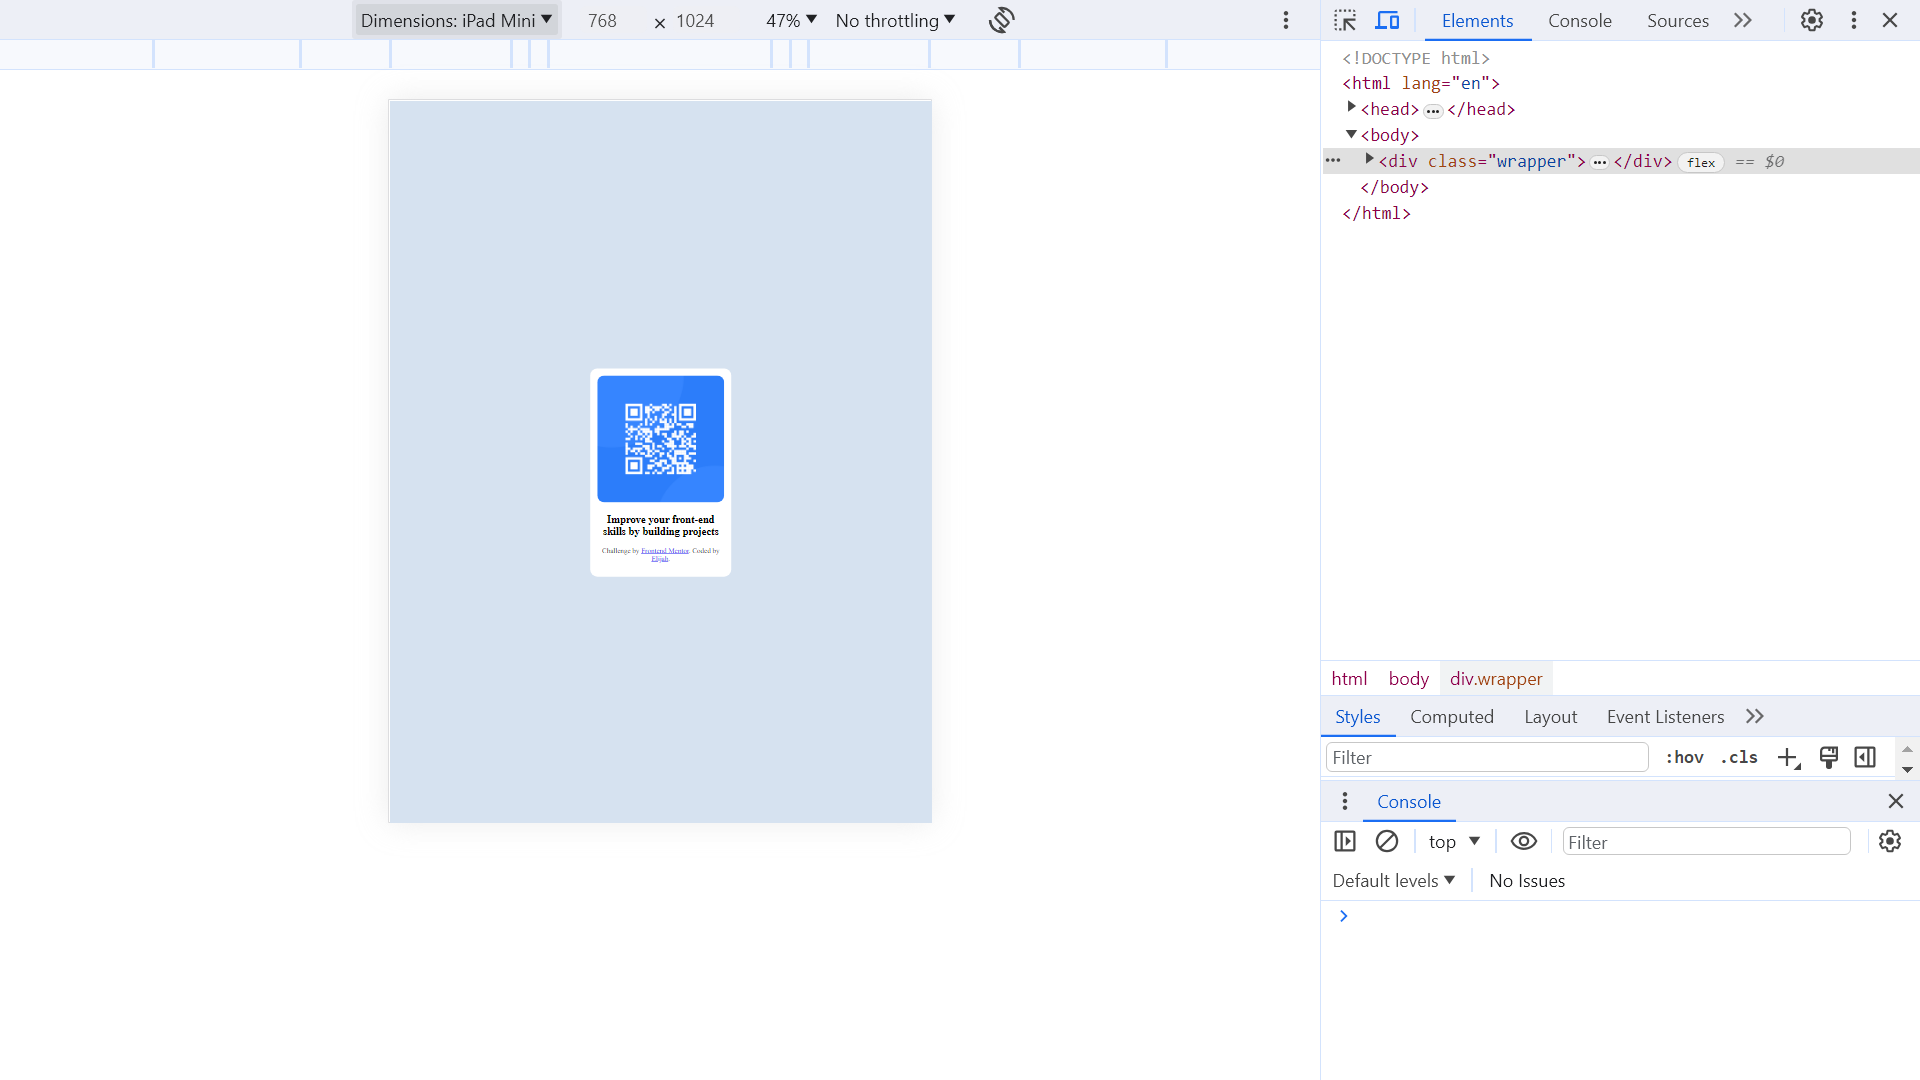 Dimensions: iPad Mini ▼ 768 × 1024 47% ▼ No throttling ▼
Elements Console Sources
<!DOCTYPE html>
<html lang="en">
<head>…</head>
<body>
<div class="wrapper">…</div> flex == $0
</body>
</html>
Improve your front-end
skills by building projects
Challenge by Frontend Mentor. Coded by
Elijah.
html body div.wrapper
Styles Computed Layout Event Listeners
Filter :hov .cls
Console
top ▼ Filter
Default levels ▼ No Issues